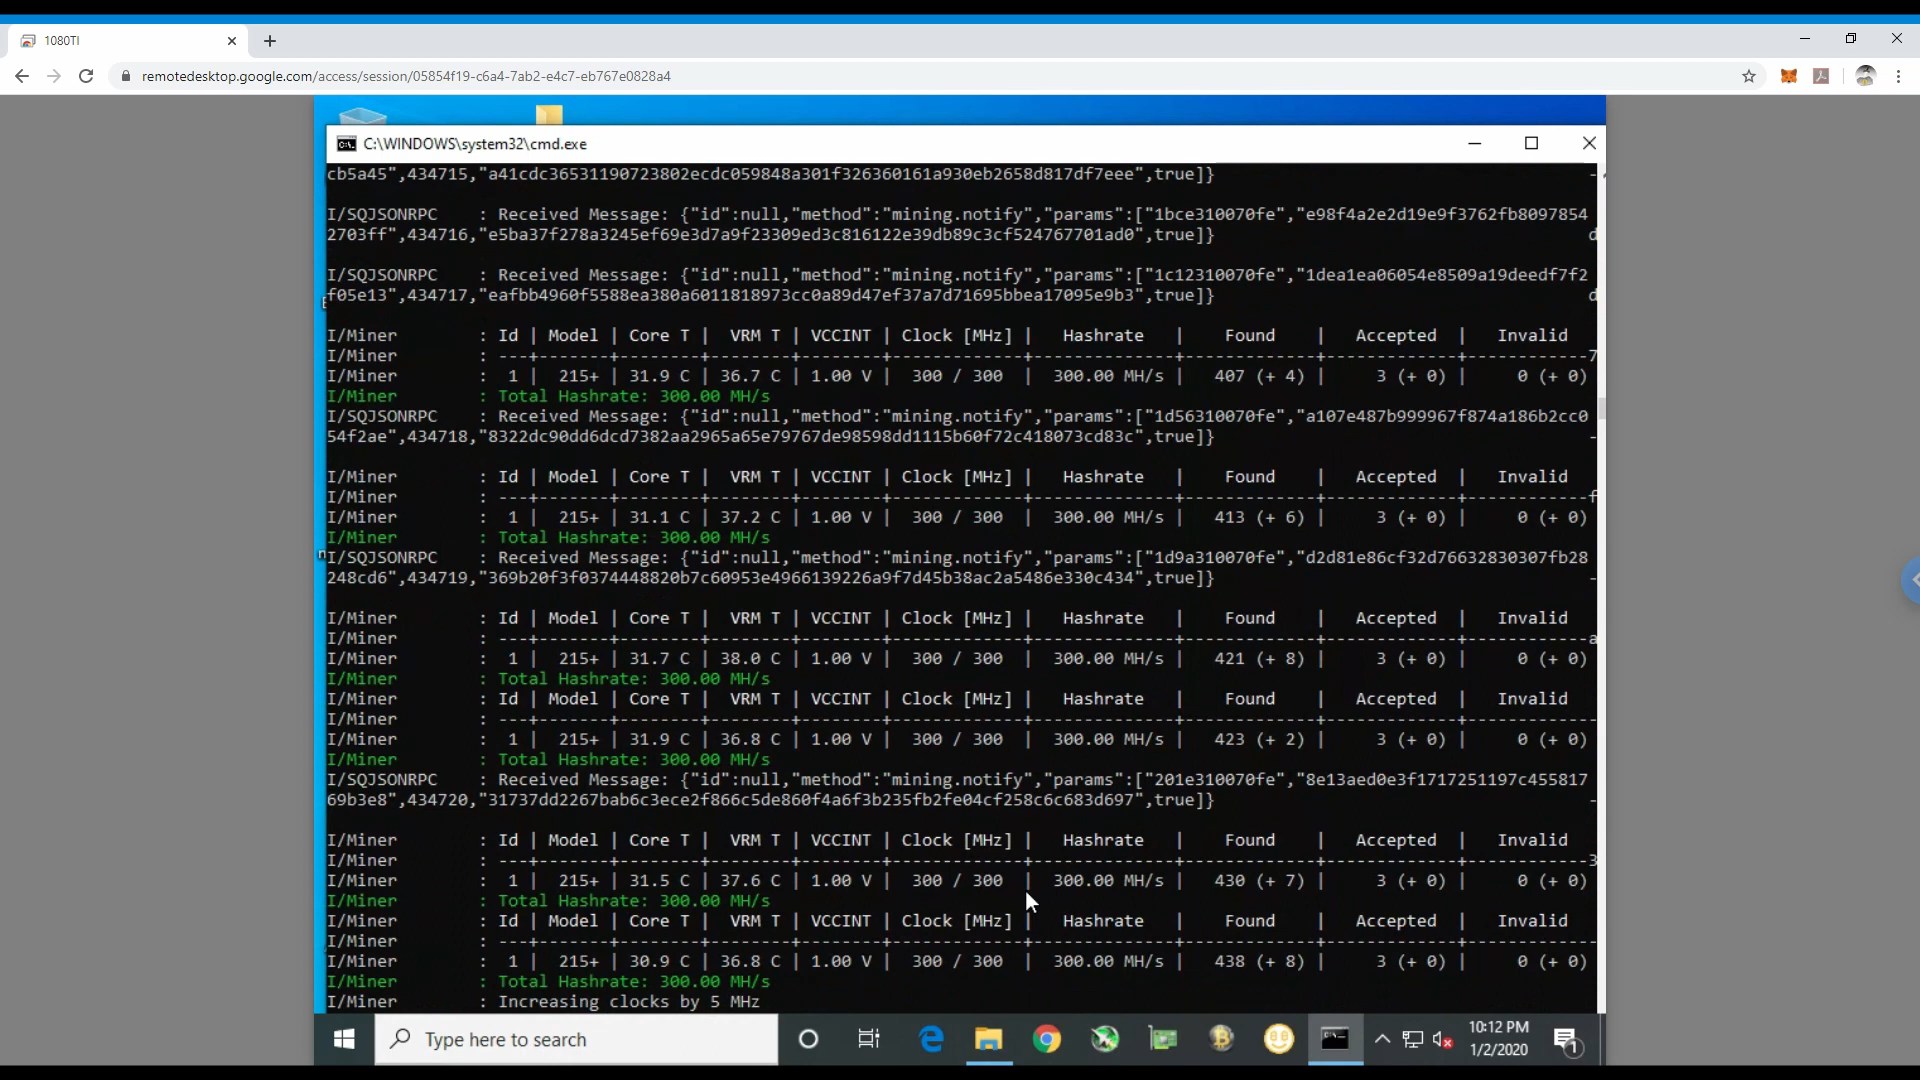 1080TI
remotedesktop.google.com/access/session/05854f19-c6a4-7ab2-e4c7-eb767e0828a4
C:\WINDOWS\system32\cmd.exe
cb5a45",434715,"a41cdc36531190723802ecdc059848a301f326360161a930eb2658d817df7eee",true]}
I/SQJSONRPC : Received Message: {"id":null,"method":"mining.notify","params":["1bce310070fe","e98f4a2e2d19e9f3762fb8097854
2703ff",434716,"e5ba37f278a3245ef69e3d7a9f23309ed3c816122e39db89c3cf524767701ad0",true]}
I/SQJSONRPC : Received Message: {"id":null,"method":"mining.notify","params":["1c12310070fe","1dea1ea06054e8509a19deedf7f2
f05e13",434717,"eafbb4960f5588ea380a6011818973cc0a89d47ef37a7d71695bbea17095e9b3",true]}
I/Miner : Id | Model | Core T | VRM T | VCCINT | Clock [MHz] | Hashrate | Found | Accepted | Invalid
I/Miner : ---+-------+--------+--------+--------+-------------+--------------+-------------+-------------+------------
I/Miner : 1 | 215+ | 31.9 C | 36.7 C | 1.00 V | 300 / 300 | 300.00 MH/s | 407 (+ 4) | 3 (+ 0) | 0 (+ 0)
I/Miner : Total Hashrate: 300.00 MH/s
I/SQJSONRPC : Received Message: {"id":null,"method":"mining.notify","params":["1d56310070fe","a107e487b999967f874a186b2cc0
54f2ae",434718,"8322dc90dd6dcd7382aa2965a65e79767de98598dd1115b60f72c418073cd83c",true]}
I/Miner : Id | Model | Core T | VRM T | VCCINT | Clock [MHz] | Hashrate | Found | Accepted | Invalid
I/Miner : ---+-------+--------+--------+--------+-------------+--------------+-------------+-------------+------------
I/Miner : 1 | 215+ | 31.1 C | 37.2 C | 1.00 V | 300 / 300 | 300.00 MH/s | 413 (+ 6) | 3 (+ 0) | 0 (+ 0)
I/Miner : Total Hashrate: 300.00 MH/s
I/SQJSONRPC : Received Message: {"id":null,"method":"mining.notify","params":["1d9a310070fe","d2d81e86cf32d76632830307fb28
248cd6",434719,"369b20f3f0374448820b7c60953e4966139226a9f7d45b38ac2a5486e330c434",true]}
I/Miner : Id | Model | Core T | VRM T | VCCINT | Clock [MHz] | Hashrate | Found | Accepted | Invalid
I/Miner : ---+-------+--------+--------+--------+-------------+--------------+-------------+-------------+------------
I/Miner : 1 | 215+ | 31.7 C | 38.0 C | 1.00 V | 300 / 300 | 300.00 MH/s | 421 (+ 8) | 3 (+ 0) | 0 (+ 0)
I/Miner : Total Hashrate: 300.00 MH/s
I/Miner : Id | Model | Core T | VRM T | VCCINT | Clock [MHz] | Hashrate | Found | Accepted | Invalid
I/Miner : ---+-------+--------+--------+--------+-------------+--------------+-------------+-------------+------------
I/Miner : 1 | 215+ | 31.9 C | 36.8 C | 1.00 V | 300 / 300 | 300.00 MH/s | 423 (+ 2) | 3 (+ 0) | 0 (+ 0)
I/Miner : Total Hashrate: 300.00 MH/s
I/SQJSONRPC : Received Message: {"id":null,"method":"mining.notify","params":["201e310070fe","8e13aed0e3f1717251197c455817
69b3e8",434720,"31737dd2267bab6c3ece2f866c5de860f4a6f3b235fb2fe04cf258c6c683d697",true]}
I/Miner : Id | Model | Core T | VRM T | VCCINT | Clock [MHz] | Hashrate | Found | Accepted | Invalid
I/Miner : ---+-------+--------+--------+--------+-------------+--------------+-------------+-------------+------------
I/Miner : 1 | 215+ | 31.5 C | 37.6 C | 1.00 V | 300 / 300 | 300.00 MH/s | 430 (+ 7) | 3 (+ 0) | 0 (+ 0)
I/Miner : Total Hashrate: 300.00 MH/s
I/Miner : Id | Model | Core T | VRM T | VCCINT | Clock [MHz] | Hashrate | Found | Accepted | Invalid
I/Miner : ---+-------+--------+--------+--------+-------------+--------------+-------------+-------------+------------
I/Miner : 1 | 215+ | 30.9 C | 36.8 C | 1.00 V | 300 / 300 | 300.00 MH/s | 438 (+ 8) | 3 (+ 0) | 0 (+ 0)
I/Miner : Total Hashrate: 300.00 MH/s
I/Miner : Increasing clocks by 5 MHz
Type here to search
10:12 PM
1/2/2020
1